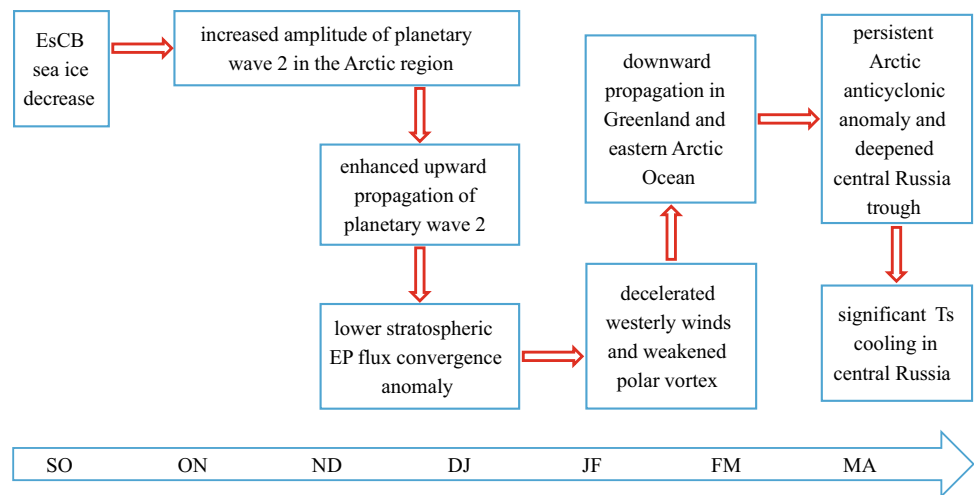 EsCB
sea ice
decrease
increased amplitude of planetary
wave 2 in the Arctic region
enhanced upward
propagation of
planetary wave 2
lower stratospheric
EP flux convergence
anomaly
decelerated
westerly winds
and weakened
polar vortex
downward
propagation in
Greenland and
eastern Arctic
Ocean
persistent
Arctic
anticyclonic
anomaly and
deepened
central Russia
trough
significant Ts
cooling in
central Russia
SO ON ND DJ JF FM MA